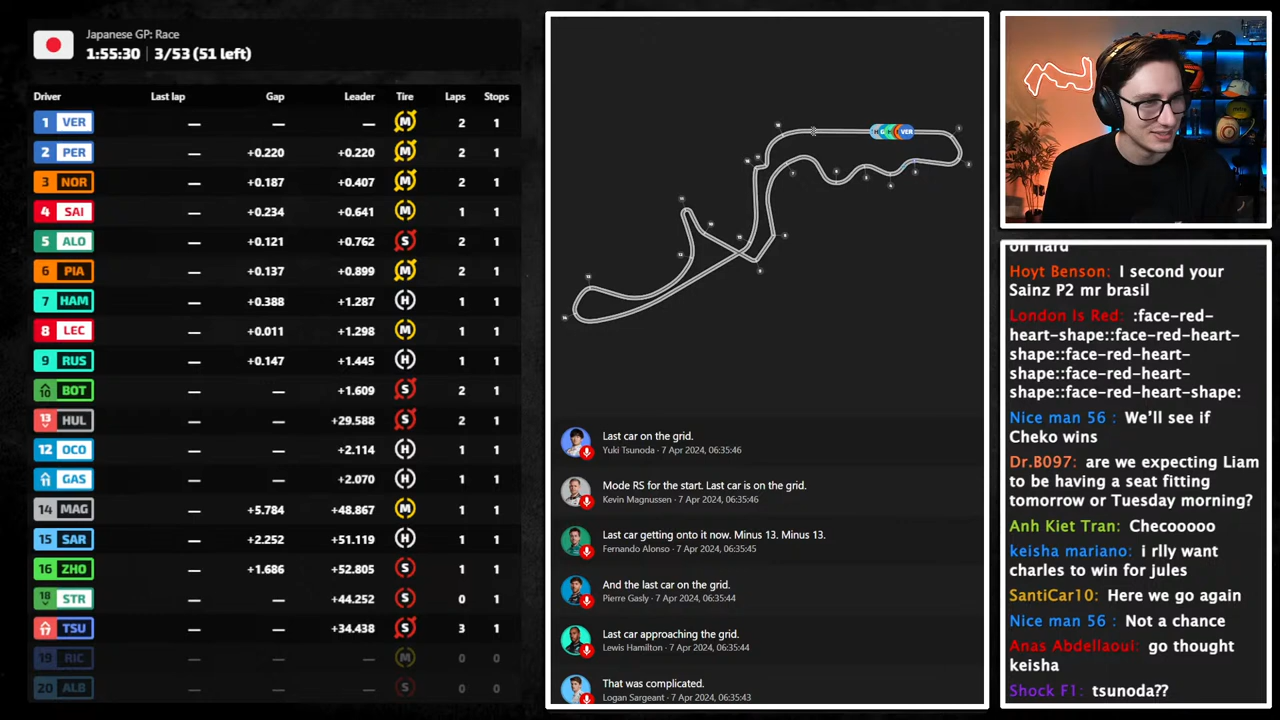 Japanese GP: Race
1:55:30 | 3/53 (51 left)
Driver Last lap Gap Leader Tire Laps Stops
1 VER — — — M 2 1
2 PER — +0.220 +0.220 M 2 1
3 NOR — +0.187 +0.407 M 2 1
4 SAI — +0.234 +0.641 M 1 1
5 ALO — +0.121 +0.762 S 2 1
6 PIA — +0.137 +0.899 M 2 1
7 HAM — +0.388 +1.287 H 1 1
8 LEC — +0.011 +1.298 M 1 1
9 RUS — +0.147 +1.445 H 1 1
10 BOT — — +1.609 S 2 1
13 HUL — — +29.588 S 2 1
12 OCO — — +2.114 H 1 1
11 GAS — — +2.070 H 1 1
14 MAG — +5.784 +48.867 M 1 1
15 SAR — +2.252 +51.119 H 1 1
16 ZHO — +1.686 +52.805 S 1 1
18 STR — — +44.252 S 0 1
17 TSU — — +34.438 S 3 1
19 RIC — — — M 0 0
20 ALB — — — S 0 0
VER
Last car on the grid.
Yuki Tsunoda - 7 Apr 2024, 06:35:46
Mode RS for the start. Last car is on the grid.
Kevin Magnussen - 7 Apr 2024, 06:35:46
Last car getting onto it now. Minus 13. Minus 13.
Fernando Alonso - 7 Apr 2024, 06:35:45
And the last car on the grid.
Pierre Gasly - 7 Apr 2024, 06:35:44
Last car approaching the grid.
Lewis Hamilton - 7 Apr 2024, 06:35:44
That was complicated.
Logan Sargeant - 7 Apr 2024, 06:35:43
on hard
Hoyt Benson: I second your
Sainz P2 mr brasil
London Is Red: :face-red-
heart-shape::face-red-heart-
shape::face-red-heart-
shape::face-red-heart-
shape::face-red-heart-shape:
Nice man 56 : We'll see if
Cheko wins
Dr.B097: are we expecting Liam
to be having a seat fitting
tomorrow or Tuesday morning?
Anh Kiet Tran: Checooooo
keisha mariano: i rlly want
charles to win for jules
SantiCar10: Here we go again
Nice man 56 : Not a chance
Anas Abdellaoui: go thought
keisha
Shock F1: tsunoda??